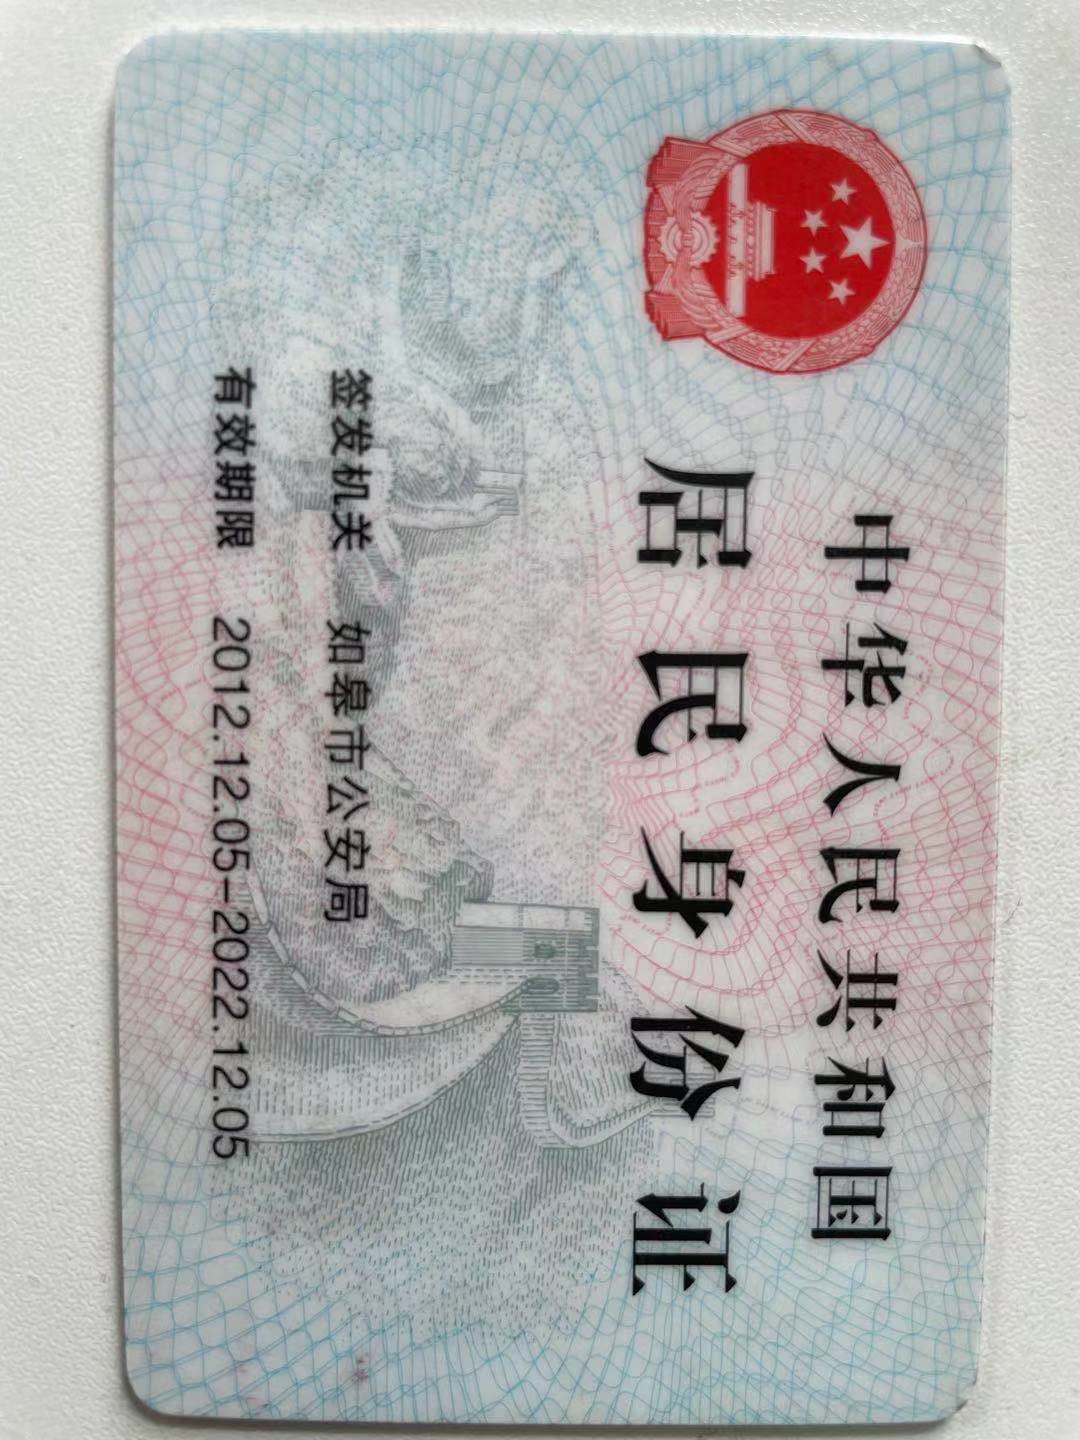 中华人民共和国
居民身份证
签发机关 如皋市公安局
有效期限 2012.12.05-2022.12.05